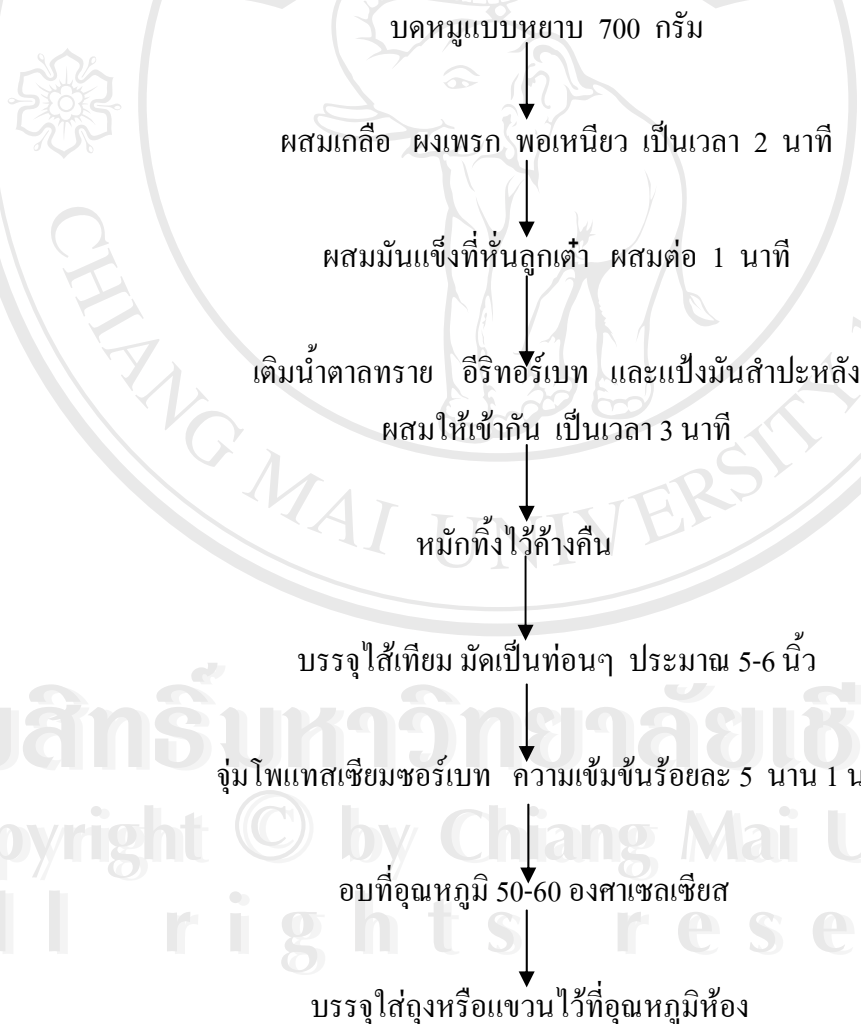 บดหมูแบบหยาบ 700 กรัม
ผสมเกลือ ผงเพรก พอเหนียว เป็นเวลา 2 นาที
ผสมมันแข็งที่หั่นลูกเต๋า ผสมต่อ 1 นาที
เติมน้ำตาลทราย อีริทอร์เบท และแป้งมันสำปะหลัง
ผสมให้เข้ากัน เป็นเวลา 3 นาที
หมักทิ้งไว้ค้างคืน
บรรจุไส้เทียม มัดเป็นท่อนๆ ประมาณ 5-6 นิ้ว
จุ่มโพแทสเซียมซอร์เบท ความเข้มข้นร้อยละ 5 นาน 1 น
อบที่อุณหภูมิ 50-60 องศาเซลเซียส
บรรจุใส่ถุงหรือแขวนไว้ที่อุณหภูมิห้อง
CHIANG MAI UNIVERSITY
by Chiang Mai
rights